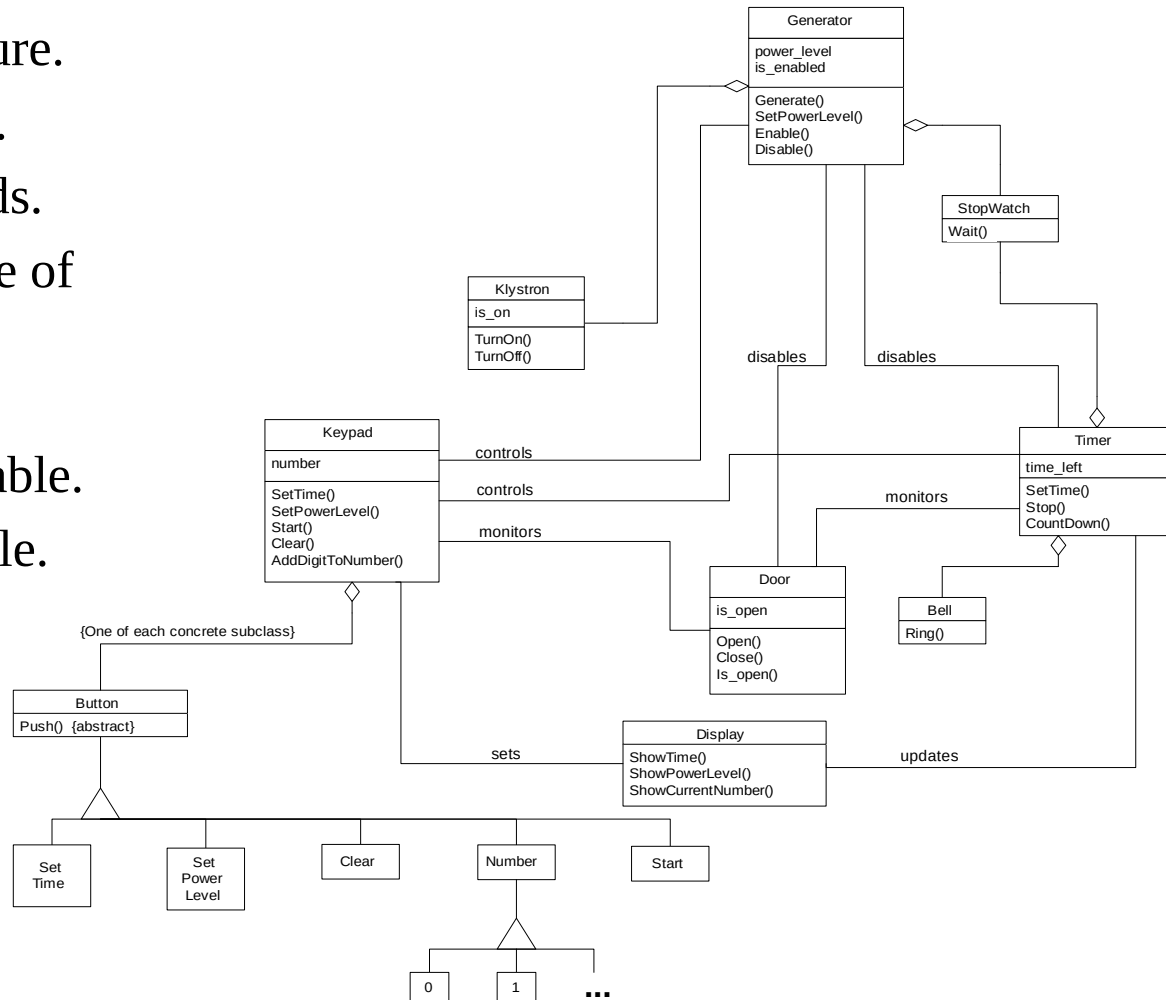 ure.
.
ds.
e of
able.
le.
Generator
power_level
is_enabled
Generate()
SetPowerLevel()
Enable()
Disable()
StopWatch
Wait()
Klystron
is_on
TurnOn()
TurnOff()
disables
disables
Keypad
number
SetTime()
SetPowerLevel()
Start()
Clear()
AddDigitToNumber()
controls
controls
monitors
Timer
time_left
SetTime()
Stop()
CountDown()
monitors
Door
is_open
Open()
Close()
Is_open()
Bell
Ring()
{One of each concrete subclass}
Button
Push() {abstract}
sets
Display
ShowTime()
ShowPowerLevel()
ShowCurrentNumber()
updates
Set
Time
Set
Power
Level
Clear
Number
Start
0
1
...